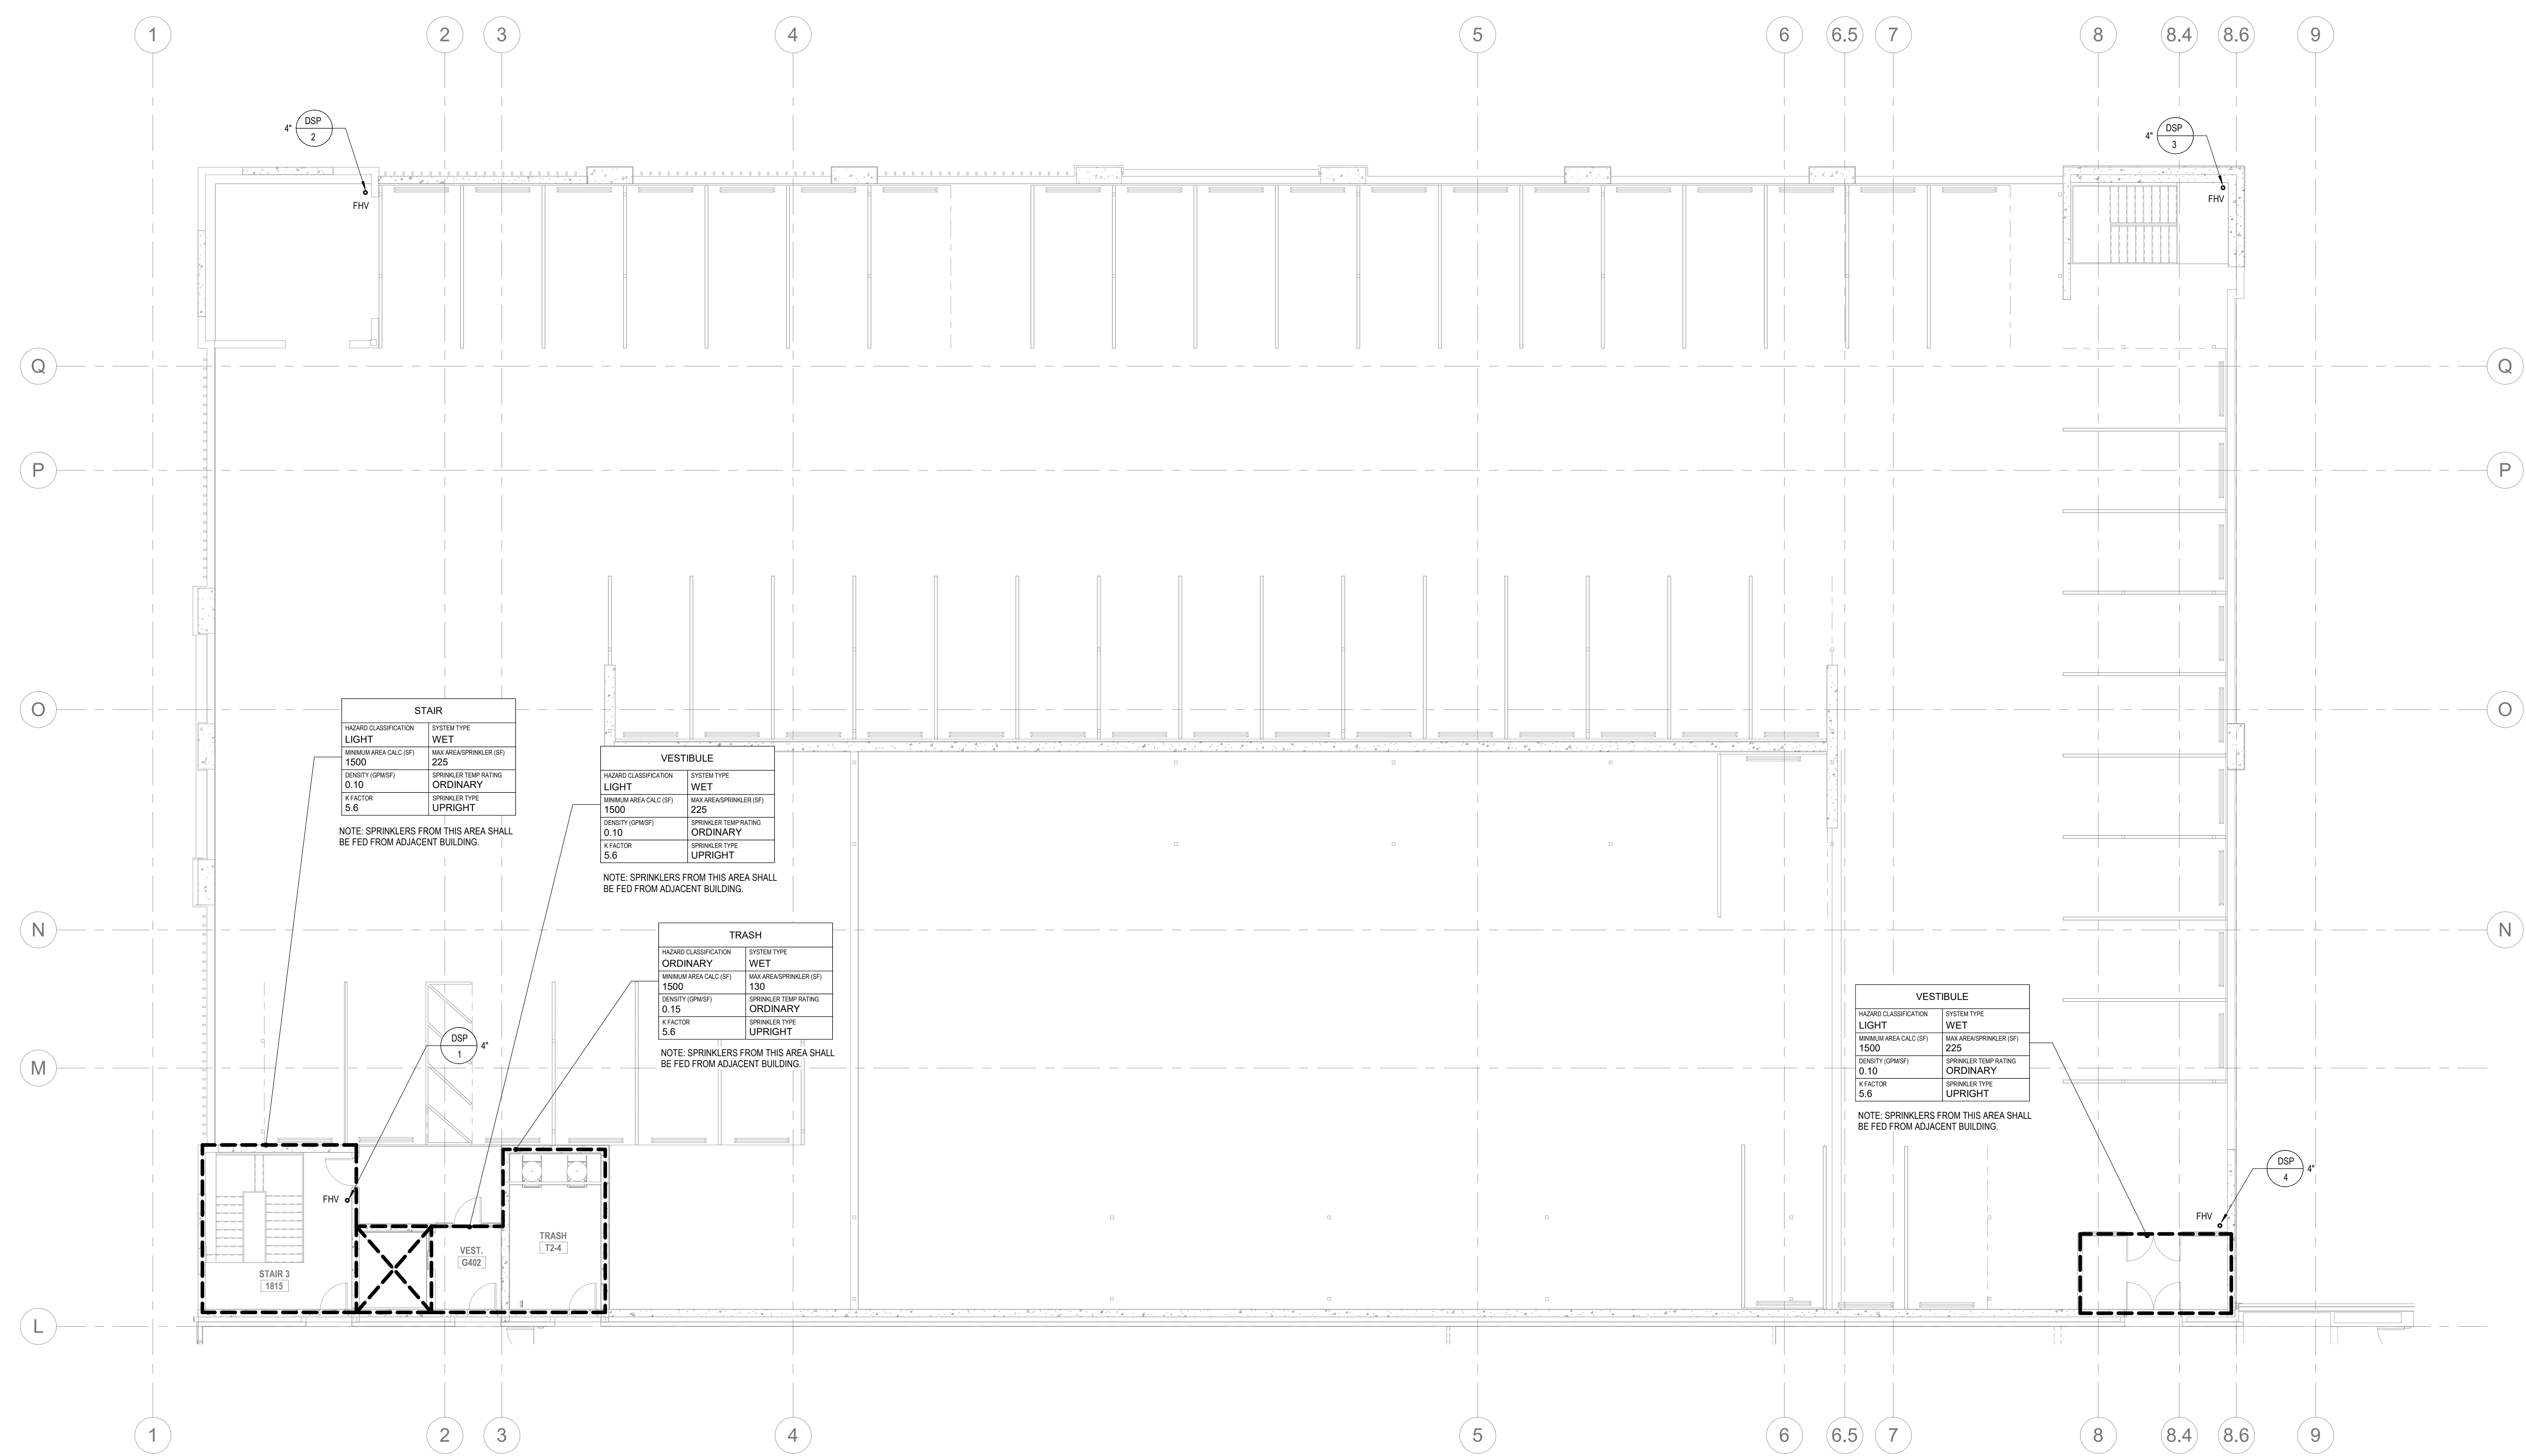 1 2 3 4 5 6 6.5 7 8 8.4 8.6 9
4" DSP
2
FHV
4" DSP
3
FHV
Q Q
P P
O O
STAIR
HAZARD CLASSIFICATION SYSTEM TYPE
LIGHT WET
MINIMUM AREA CALC (SF) MAX AREA/SPRINKLER (SF)
1500 225
DENSITY (GPM/SF) SPRINKLER TEMP RATING
0.10 ORDINARY
K FACTOR SPRINKLER TYPE
5.6 UPRIGHT
NOTE: SPRINKLERS FROM THIS AREA SHALL
BE FED FROM ADJACENT BUILDING.
VESTIBULE
HAZARD CLASSIFICATION SYSTEM TYPE
LIGHT WET
MINIMUM AREA CALC (SF) MAX AREA/SPRINKLER (SF)
1500 225
DENSITY (GPM/SF) SPRINKLER TEMP RATING
0.10 ORDINARY
K FACTOR SPRINKLER TYPE
5.6 UPRIGHT
NOTE: SPRINKLERS FROM THIS AREA SHALL
BE FED FROM ADJACENT BUILDING.
N N
TRASH
HAZARD CLASSIFICATION SYSTEM TYPE
ORDINARY WET
MINIMUM AREA CALC (SF) MAX AREA/SPRINKLER (SF)
1500 130
DENSITY (GPM/SF) SPRINKLER TEMP RATING
0.15 ORDINARY
K FACTOR SPRINKLER TYPE
5.6 UPRIGHT
NOTE: SPRINKLERS FROM THIS AREA SHALL
BE FED FROM ADJACENT BUILDING.
VESTIBULE
HAZARD CLASSIFICATION SYSTEM TYPE
LIGHT WET
MINIMUM AREA CALC (SF) MAX AREA/SPRINKLER (SF)
1500 225
DENSITY (GPM/SF) SPRINKLER TEMP RATING
0.10 ORDINARY
K FACTOR SPRINKLER TYPE
5.6 UPRIGHT
NOTE: SPRINKLERS FROM THIS AREA SHALL
BE FED FROM ADJACENT BUILDING.
DSP 4"
1
M
FHV
DSP 4"
4
FHV
TRASH
T2-4
VEST.
G402
STAIR 3
1815
L
1 2 3 4 5 6 6.5 7 8 8.4 8.6 9